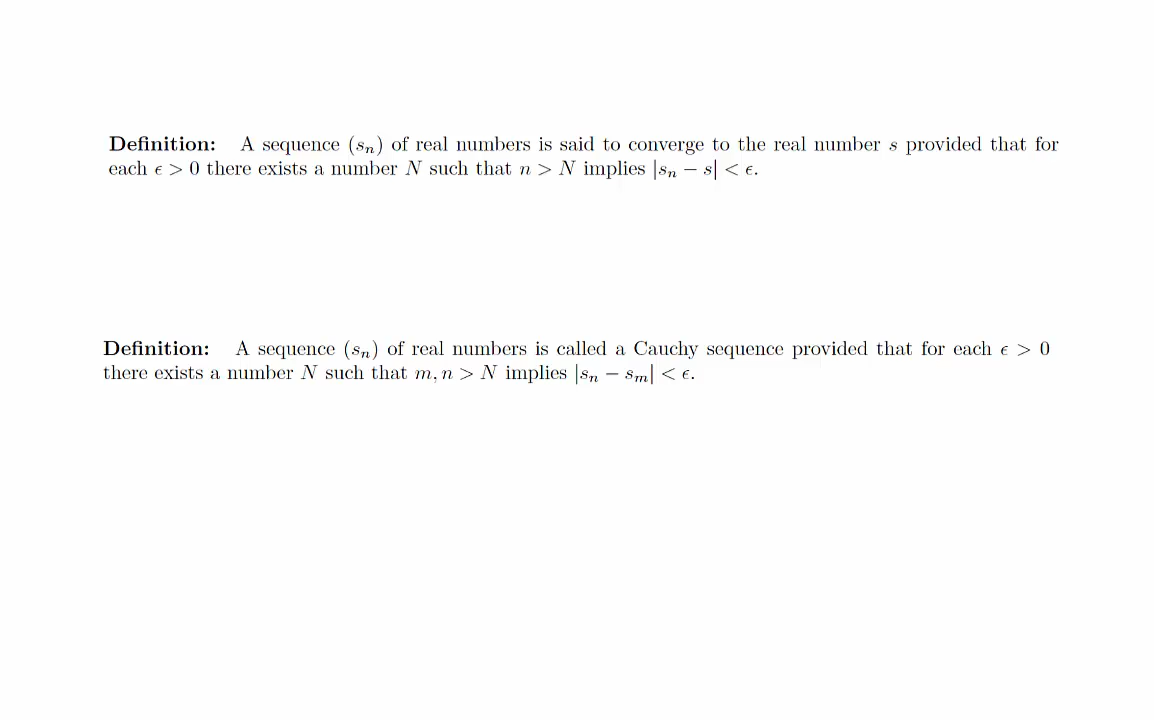 Definition: A sequence (sₙ) of real numbers is said to converge to the real number s provided that for
each ϵ > 0 there exists a number N such that n > N implies |sₙ − s| < ϵ.
Definition: A sequence (sₙ) of real numbers is called a Cauchy sequence provided that for each ϵ > 0
there exists a number N such that m, n > N implies |sₙ − sₘ| < ϵ.